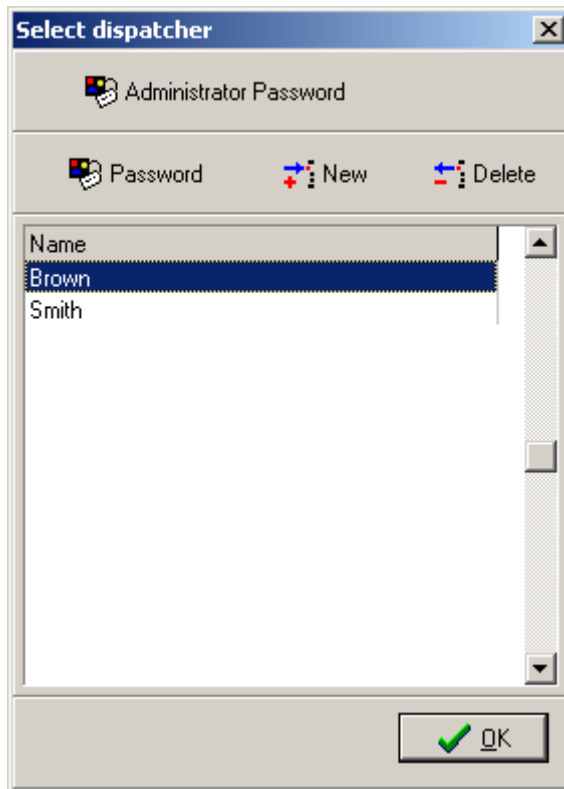 Select dispatcher
Administrator Password
Password New Delete
Name
Brown
Smith
OK